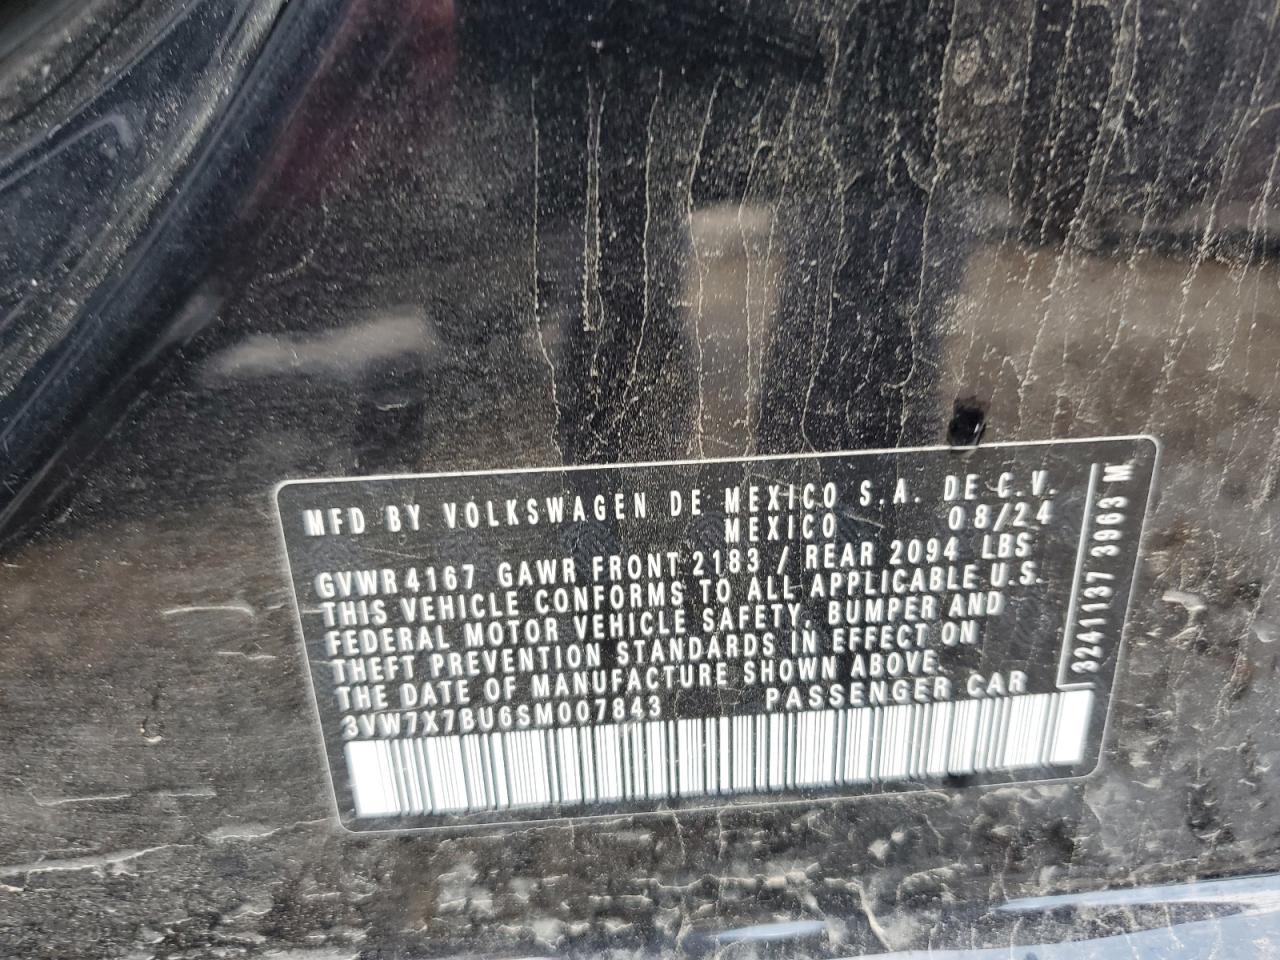 MFD BY VOLKSWAGEN DE MEXICO S.A. DE C.V.
MEXICO 08/24
GVWR 4167 GAWR FRONT 2183 / REAR 2094 LBS
THIS VEHICLE CONFORMS TO ALL APPLICABLE U.S.
FEDERAL MOTOR VEHICLE SAFETY, BUMPER AND
THEFT PREVENTION STANDARDS IN EFFECT ON
THE DATE OF MANUFACTURE SHOWN ABOVE.
3VW7X7BU6SM007843 PASSENGER CAR
3241137 3963 M